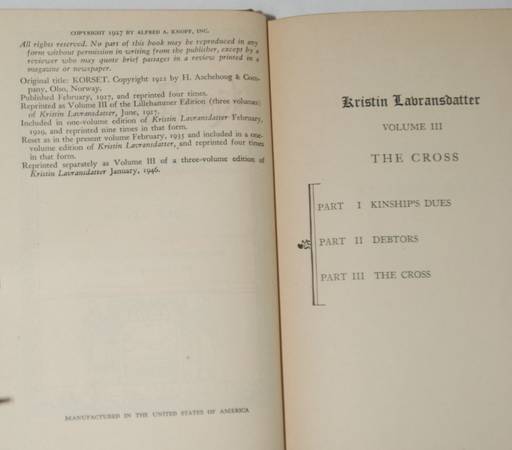 COPYRIGHT 1927 BY ALFRED A. KNOPF, INC.
All rights reserved. No part of this book may be reproduced in any
form without permission in writing from the publisher, except by a
reviewer who may quote brief passages in a review printed in a
magazine or newspaper.
Original title: KORSET. Copyright 1922 by H. Aschehoug & Com-
pany, Olso, Norway.
Published February, 1927, and reprinted four times.
Reprinted as Volume III of the Lillehammer Edition (three volumes)
of Kristin Lavransdatter, June, 1927.
Included in one-volume edition of Kristin Lavransdatter February,
1929, and reprinted nine times in that form.
Reset as in the present volume February, 1935 and included in a one-
volume edition of Kristin Lavransdatter, and reprinted four times
in that form.
Reprinted separately as Volume III of a three-volume edition of
Kristin Lavransdatter January, 1946.
MANUFACTURED IN THE UNITED STATES OF AMERICA
Kristin Lavransdatter
VOLUME III
THE CROSS
PART I KINSHIP'S DUES
PART II DEBTORS
PART III THE CROSS